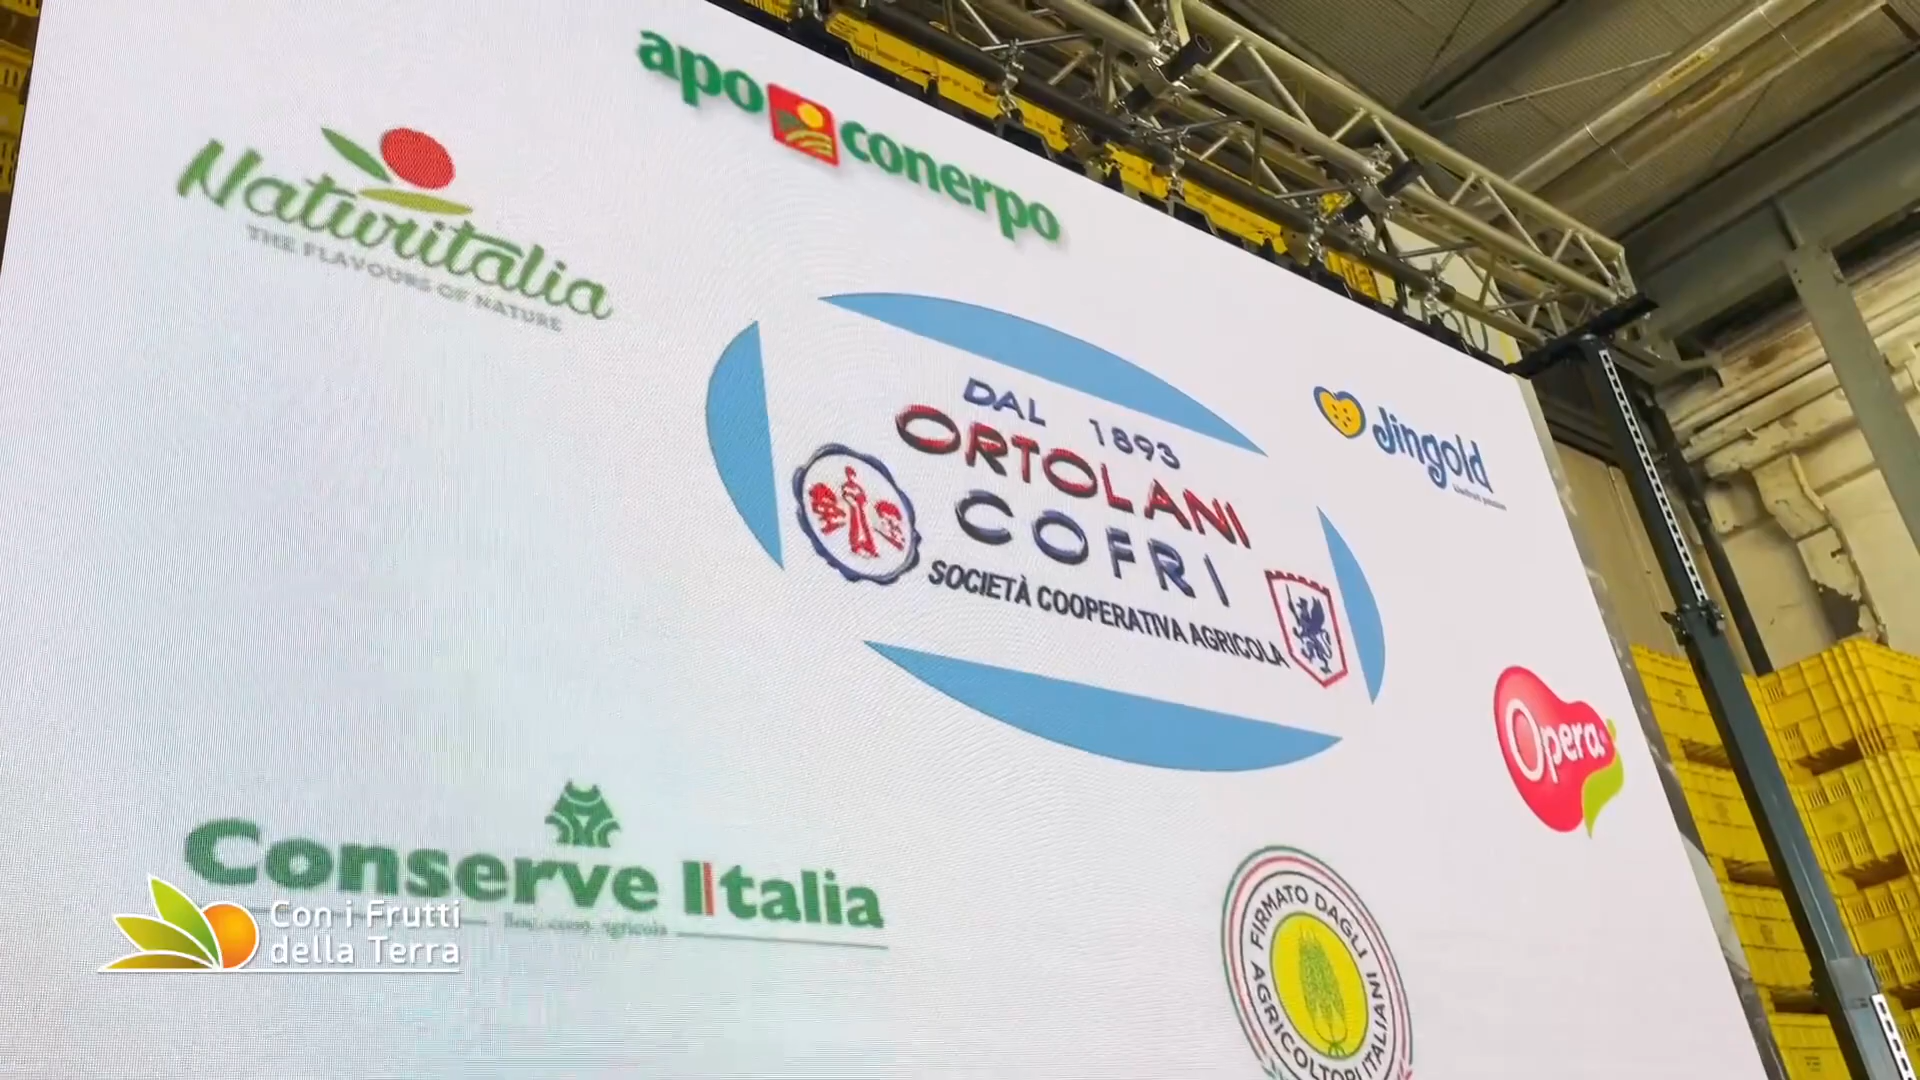 apo conerpo
Naturitalia
THE FLAVOURS OF NATURE
DAL 1893
ORTOLANI
COFRI
SOCIETÀ COOPERATIVA AGRICOLA
Jingold
Opera
Conserve Italia
Con i Frutti
della Terra
FIRMATO DAGLI
AGRICOLTORI ITALIANI